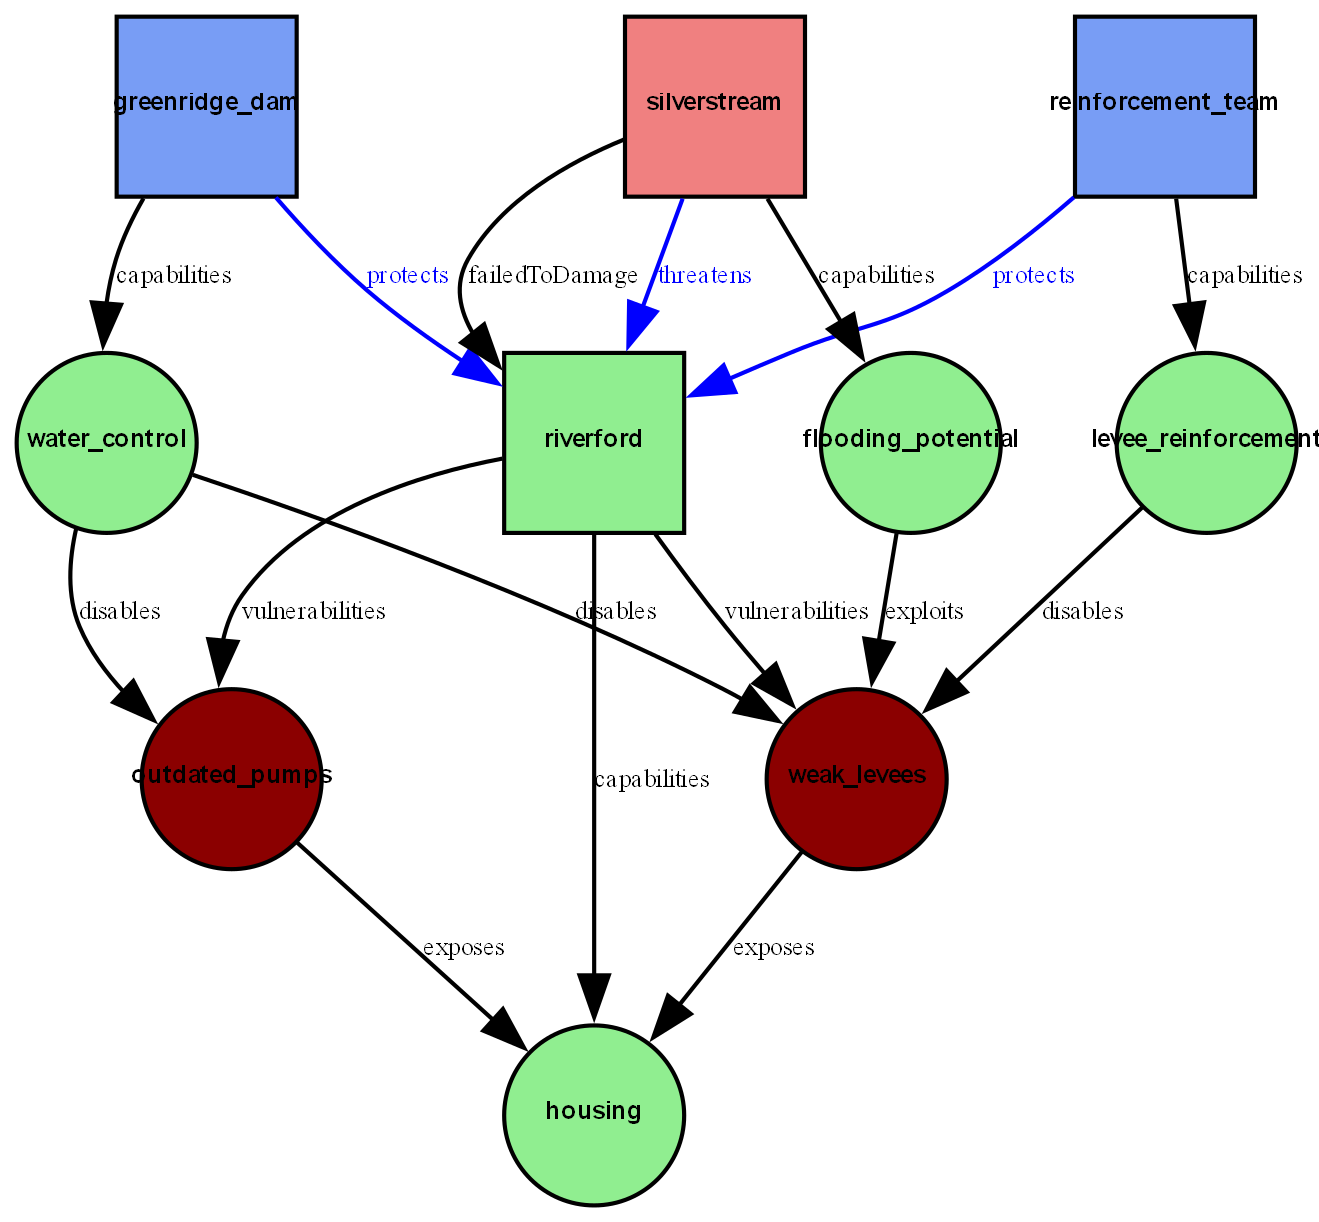 greenridge_dam
silverstream
reinforcement_team
capabilities
protects
failedToDamage
threatens
capabilities
protects
capabilities
water_control
riverford
flooding_potential
levee_reinforcement
disables
vulnerabilities
disables
vulnerabilities
exploits
disables
outdated_pumps
capabilities
weak_levees
exposes
exposes
housing